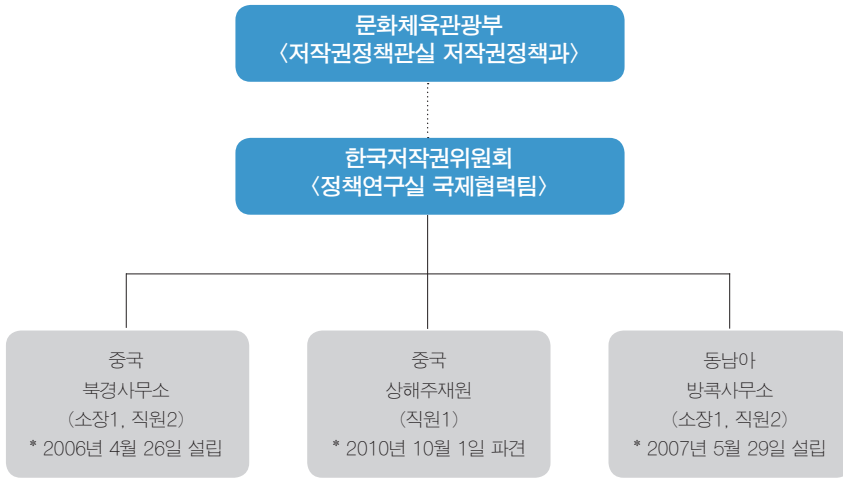 문화체육관광부
〈저작권정책관실 저작권정책과〉
한국저작권위원회
〈정책연구실 국제협력팀〉
중국
북경사무소
(소장1, 직원2)
* 2006년 4월 26일 설립
중국
상해주재원
(직원1)
* 2010년 10월 1일 파견
동남아
방콕사무소
(소장1, 직원2)
* 2007년 5월 29일 설립